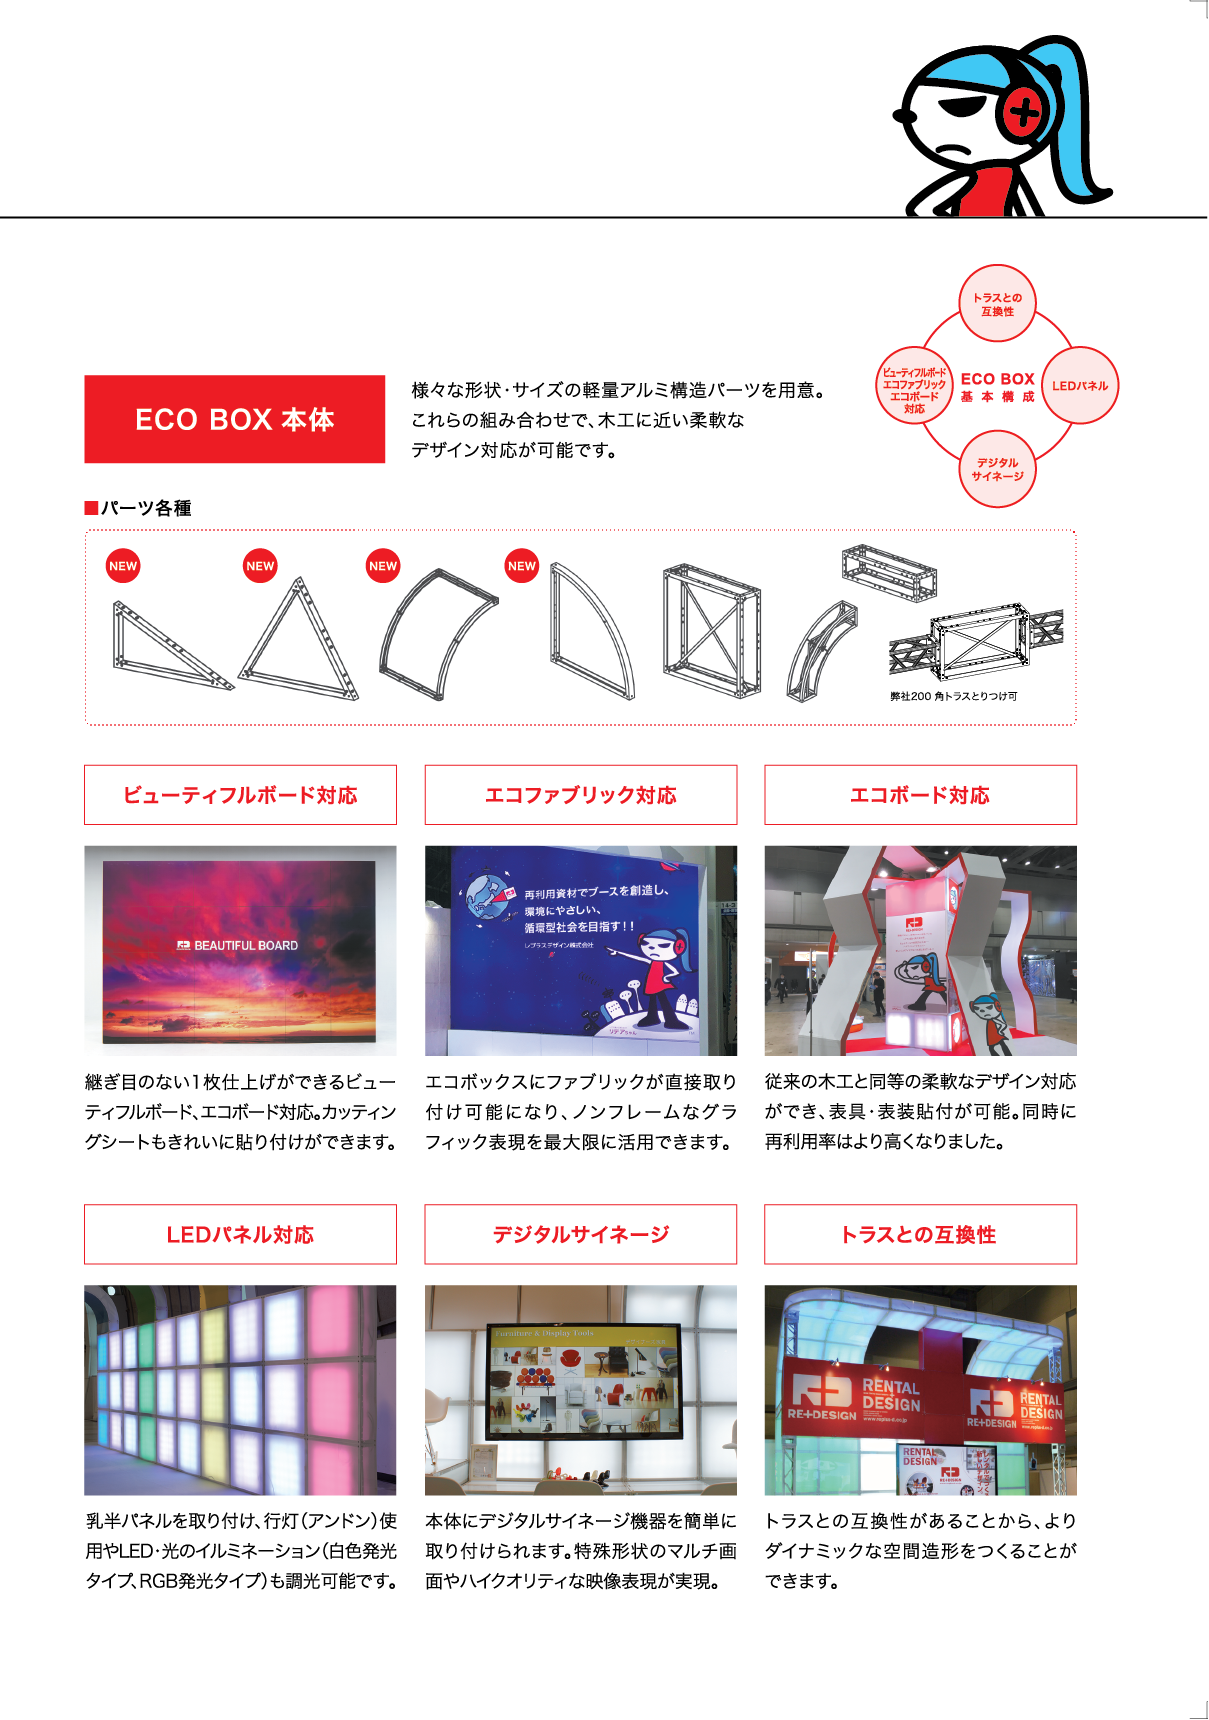 トラスとの
互換性
ビューティフルボード
エコファブリック
エコボード
対応
ECO BOX
基本構成
LEDパネル
デジタル
サイネージ
ECO BOX 本体
様々な形状・サイズの軽量アルミ構造パーツを用意。
これらの組み合わせで、木工に近い柔軟な
デザイン対応が可能です。
■パーツ各種
NEW
NEW
NEW
NEW
弊社200 角トラスとりつけ可
ビューティフルボード対応
エコファブリック対応
エコボード対応
BEAUTIFUL BOARD
再利用資材でブースを創造し、
環境にやさしい、
循環型社会を目指す！！
レプラスデザイン株式会社
継ぎ目のない1枚仕上げができるビュー
ティフルボード、エコボード対応。カッティン
グシートもきれいに貼り付けができます。
エコボックスにファブリックが直接取り
付け可能になり、ノンフレームなグラ
フィック表現を最大限に活用できます。
従来の木工と同等の柔軟なデザイン対応
ができ、表具・表装貼付が可能。同時に
再利用率はより高くなりました。
LEDパネル対応
デジタルサイネージ
トラスとの互換性
Furniture & Display Tools
RE+DESIGN
RENTAL
+
DESIGN
www.replus-d.co.jp
RE+DESIGN
RENTAL
DESIGN
RENTAL
DESIGN
RE+DESIGN
乳半パネルを取り付け、行灯（アンドン）使
用やLED・光のイルミネーション（白色発光
タイプ、RGB発光タイプ）も調光可能です。
本体にデジタルサイネージ機器を簡単に
取り付けられます。特殊形状のマルチ画
面やハイクオリティな映像表現が実現。
トラスとの互換性があることから、より
ダイナミックな空間造形をつくることが
できます。